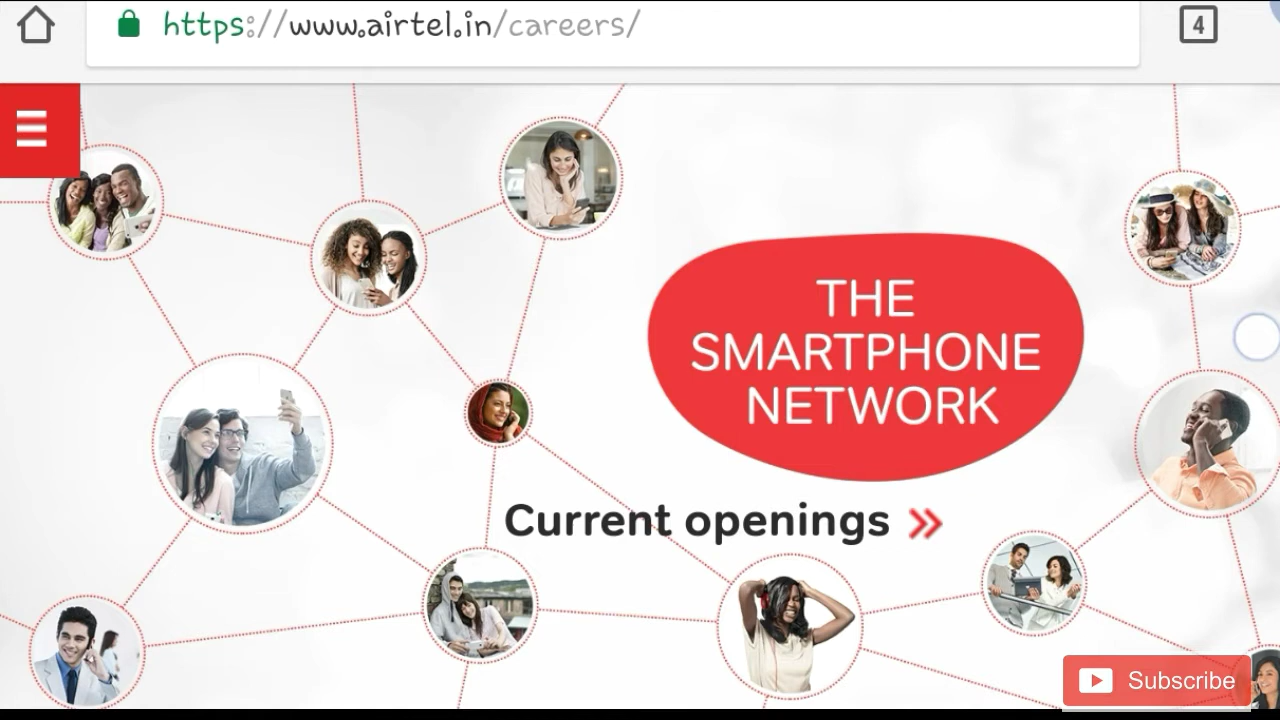 https://www.airtel.in/careers/
4
THE
SMARTPHONE
NETWORK
Current openings
Subscribe